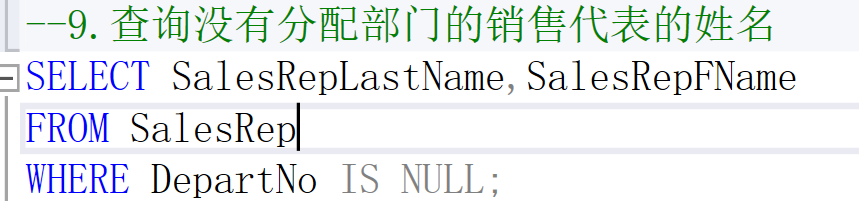 --9.查询没有分配部门的销售代表的姓名
SELECT SalesRepLastName,SalesRepFName
FROM SalesRep
WHERE DepartNo IS NULL;